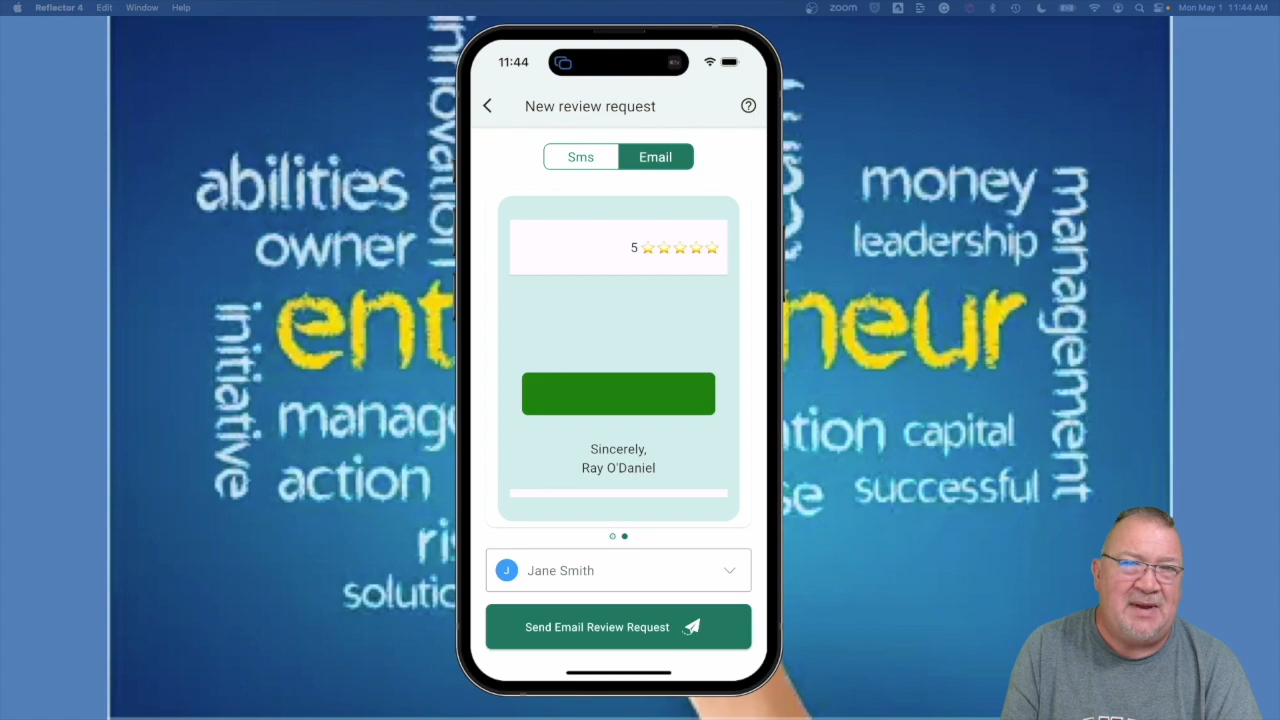 Reflector 4 Edit Window Help
zoom
Mon May 1 11:44 AM
11:44
New review request
Sms
Email
5
Sincerely,
Ray O'Daniel
J
Jane Smith
Send Email Review Request
abilities
owner
initiative
action
money
leadership
management
capital
successful